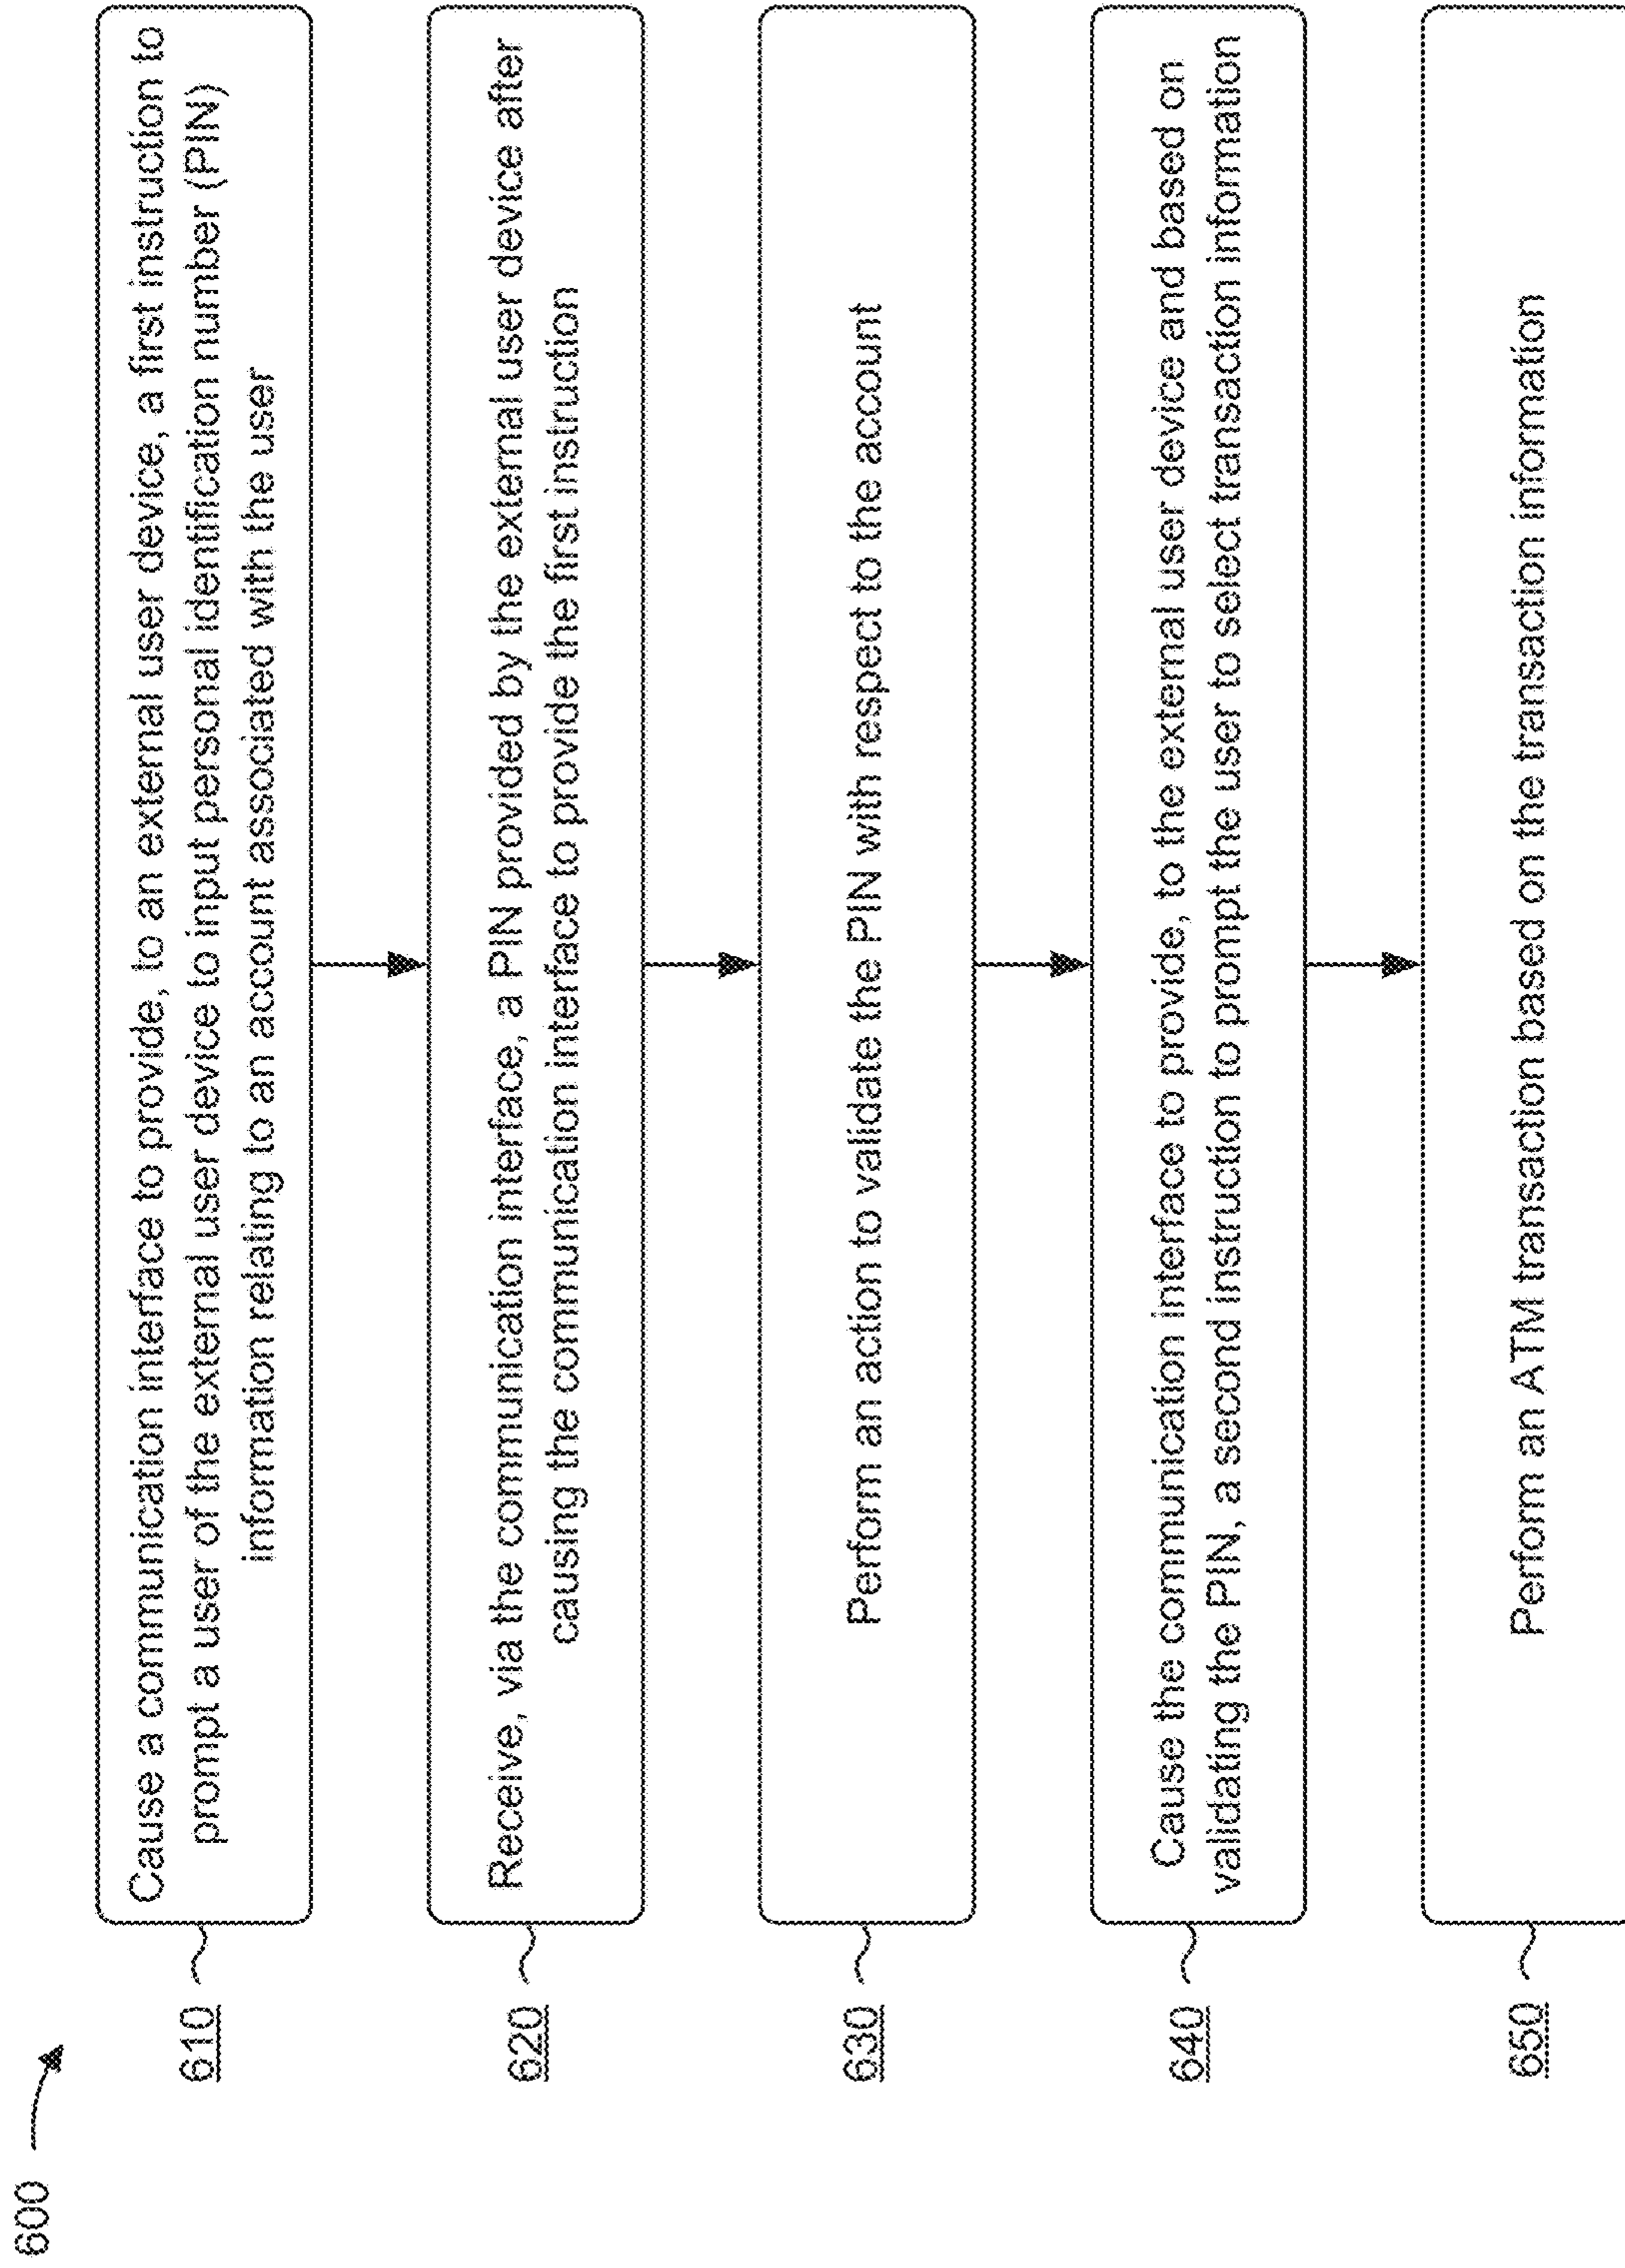 600
610
Cause a communication interface to provide, to an external user device, a first instruction to
prompt a user of the external user device to input personal identification number (PIN)
information relating to an account associated with the user
620
Receive, via the communication interface, a PIN provided by the external user device after
causing the communication interface to provide the first instruction
630
Perform an action to validate the PIN with respect to the account
640
Cause the communication interface to provide, to the external user device and based on
validating the PIN, a second instruction to prompt the user to select transaction information
650
Perform an ATM transaction based on the transaction information